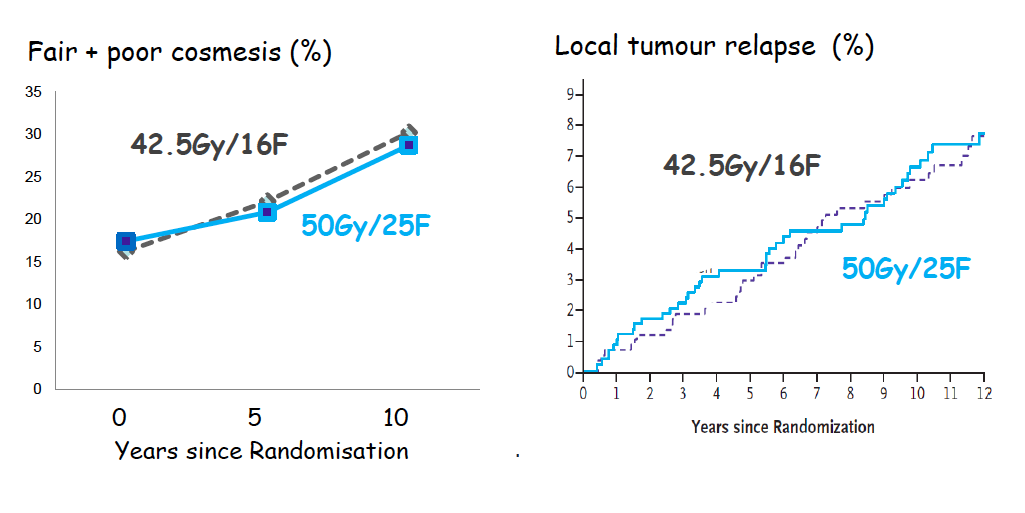 Fair + poor cosmesis (%)
35
30
25
20
15
10
5
0
42.5Gy/16F
50Gy/25F
0 5 10
Years since Randomisation
Local tumour relapse (%)
9
8
7
6
5
4
3
2
1
0
42.5Gy/16F
50Gy/25F
0 1 2 3 4 5 6 7 8 9 10 11 12
Years since Randomization